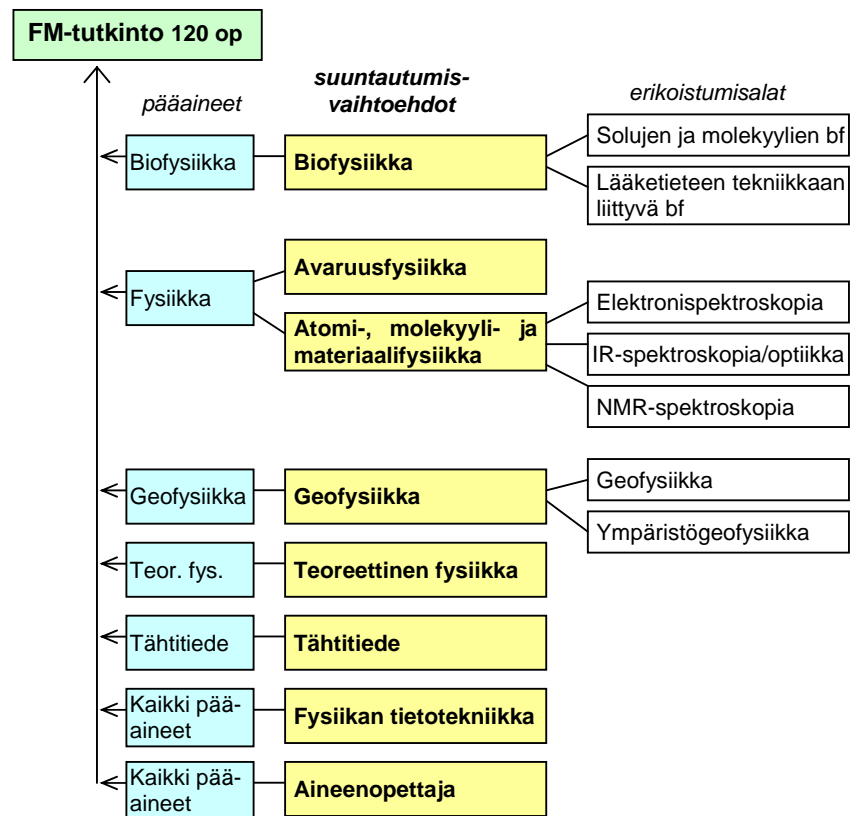 FM-tutkinto 120 op
pääaineet
suuntautumis-
vaihtoehdot
erikoistumisalat
Biofysiikka
Biofysiikka
Solujen ja molekyylien bf
Lääketieteen tekniikkaan
liittyvä bf
Fysiikka
Avaruusfysiikka
Atomi-, molekyyli- ja
materiaalifysiikka
Elektronispektroskopia
IR-spektroskopia/optiikka
NMR-spektroskopia
Geofysiikka
Geofysiikka
Geofysiikka
Ympäristögeofysiikka
Teor. fys.
Teoreettinen fysiikka
Tähtitiede
Tähtitiede
Kaikki pää-
aineet
Fysiikan tietotekniikka
Kaikki pää-
aineet
Aineenopettaja